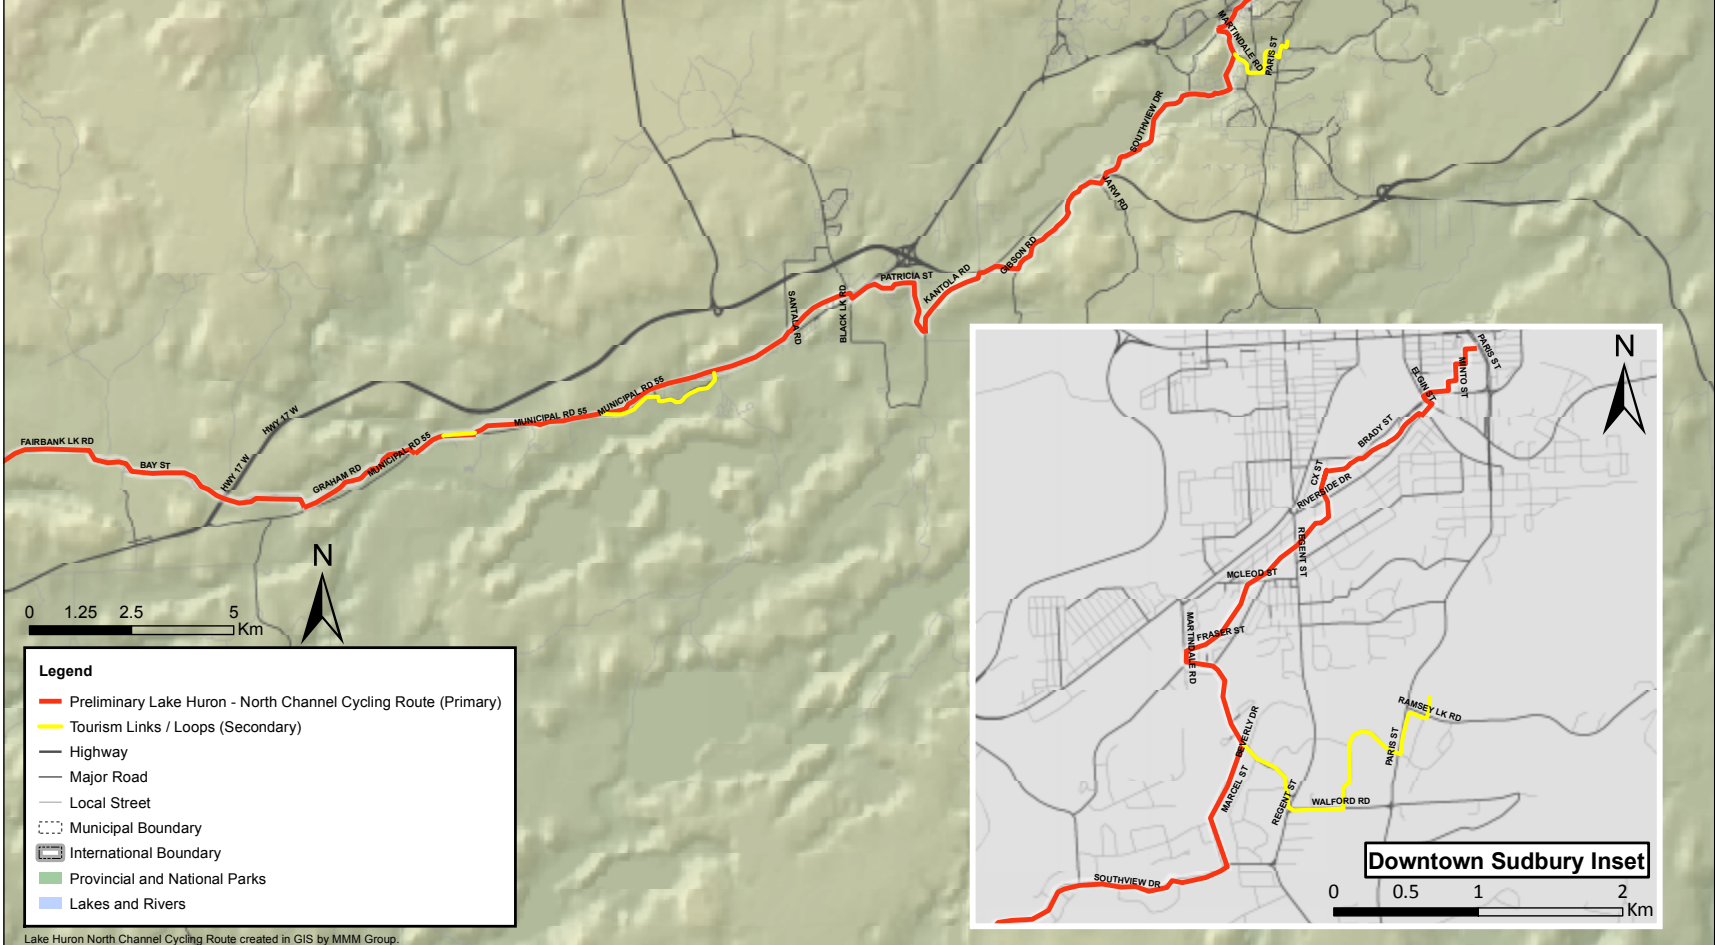 MARTINDALE RD
PARIS ST
SOUTHVIEW DR
JARVI RD
GIBSON RD
KANTOLA RD
PATRICIA ST
BLACK LK RD
SANTALA RD
MUNICIPAL RD 55
MUNICIPAL RD 55
HWY 17 W
MUNICIPAL RD 55
FAIRBANK LK RD
BAY ST
HWY 17 W
GRAHAM RD
N
0 1.25 2.5 5
Km
Legend
Preliminary Lake Huron - North Channel Cycling Route (Primary)
Tourism Links / Loops (Secondary)
Highway
Major Road
Local Street
Municipal Boundary
International Boundary
Provincial and National Parks
Lakes and Rivers
Lake Huron North Channel Cycling Route created in GIS by MMM Group.
N
PARIS ST
MINTO ST
ELGIN ST
BRADY ST
CX ST
RIVERSIDE DR
REGENT ST
MCLEOD ST
MARTINDALE RD
FRASER ST
BEVERLY DR
RAMSEY LK RD
PARIS ST
MARCEL ST
REGENT ST
WALFORD RD
SOUTHVIEW DR
Downtown Sudbury Inset
0 0.5 1 2
Km